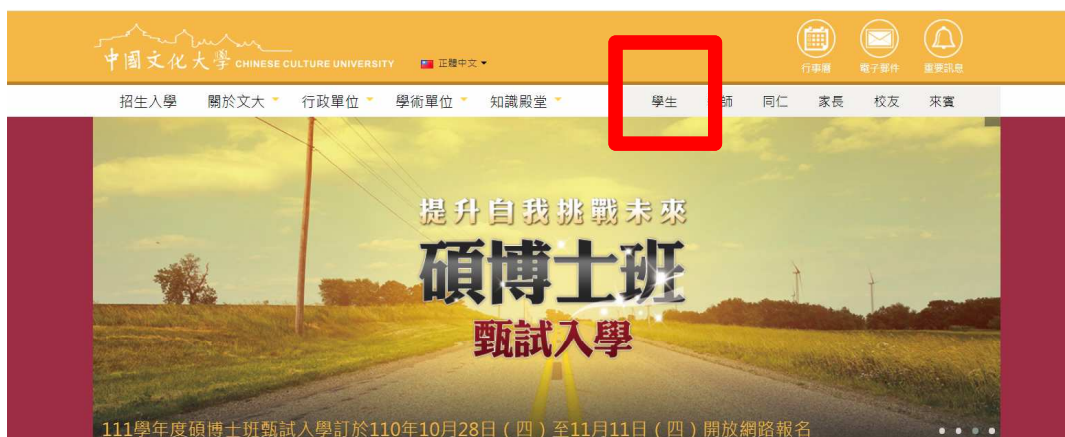 中國文化大學 CHINESE CULTURE UNIVERSITY 正體中文
行事曆 電子郵件 重要訊息
招生入學 關於文大 行政單位 學術單位 知識殿堂 學生 師 同仁 家長 校友 來賓
提升自我挑戰未來
碩博士班
甄試入學
111學年度碩博士班甄試入學訂於110年10月28日(四)至11月11日(四)開放網路報名